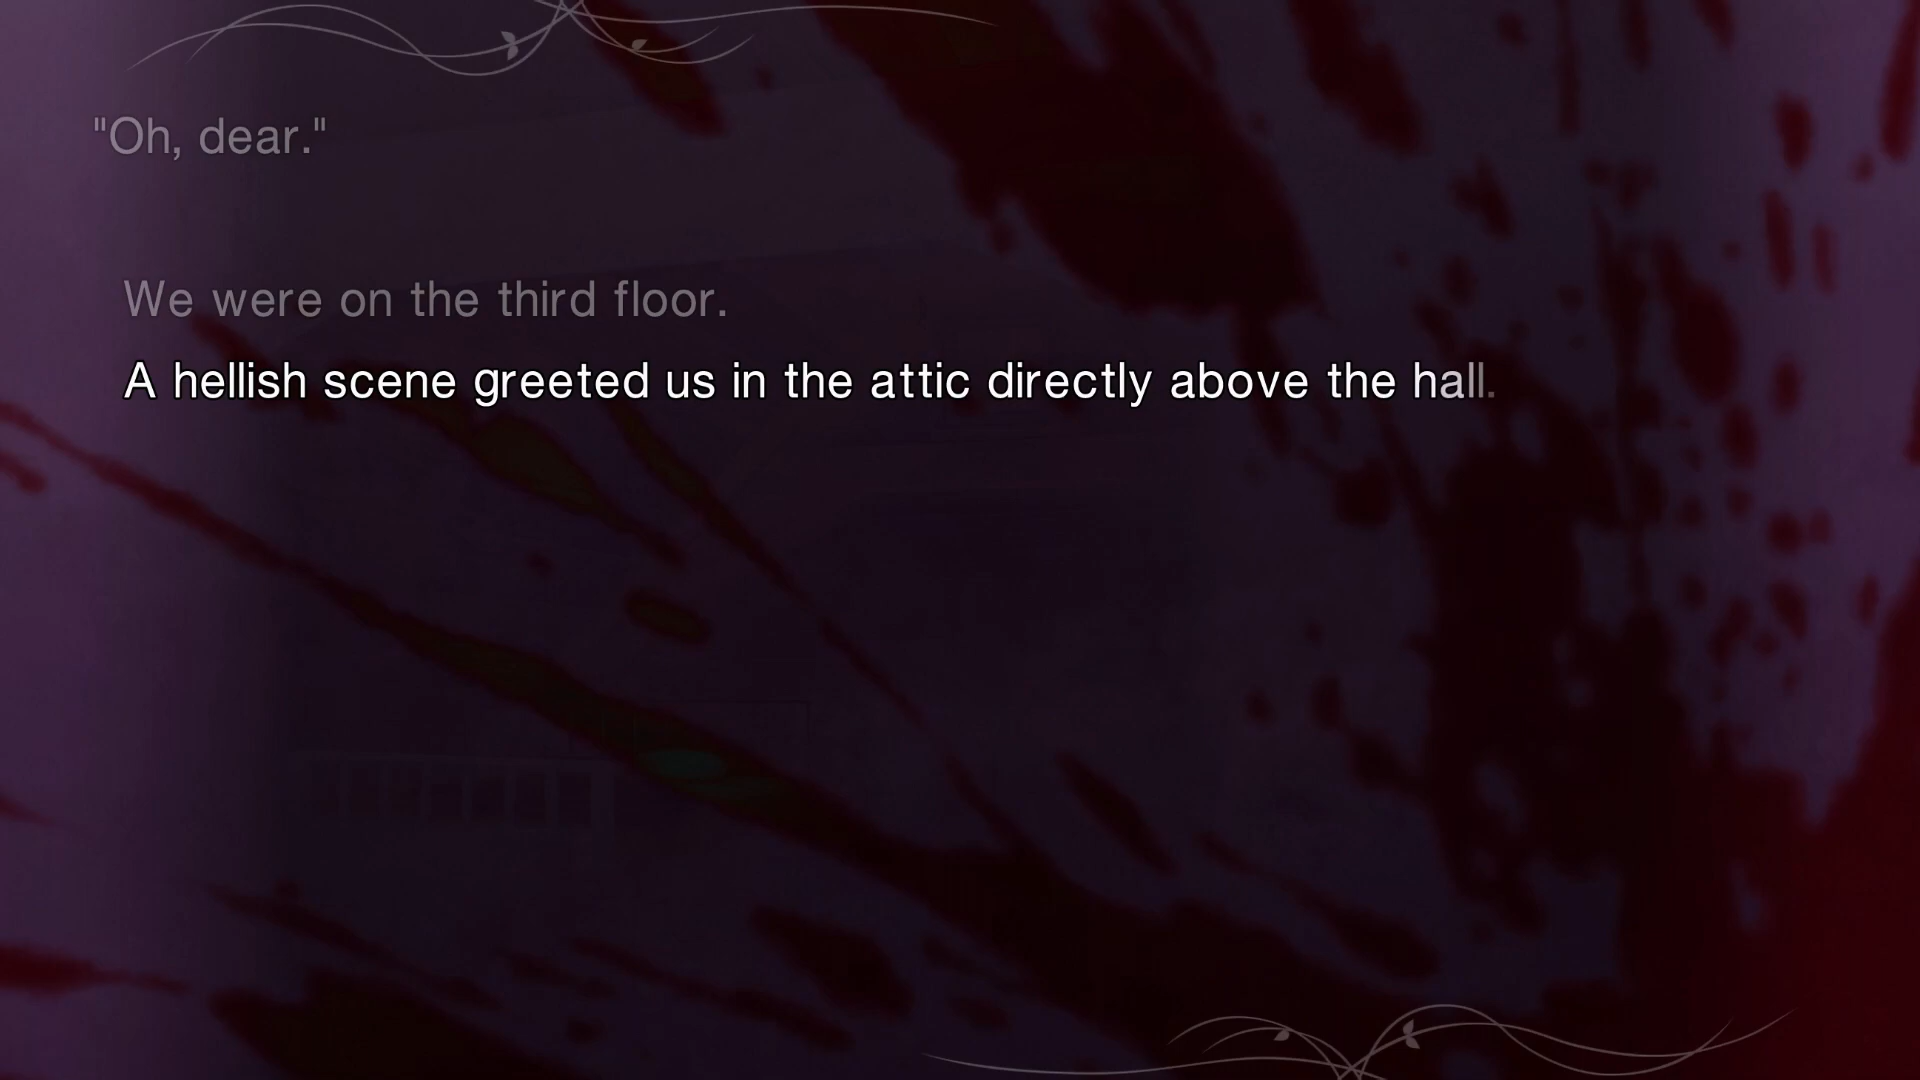 "Oh, dear."
We were on the third floor.
A hellish scene greeted us in the attic directly above the hall.